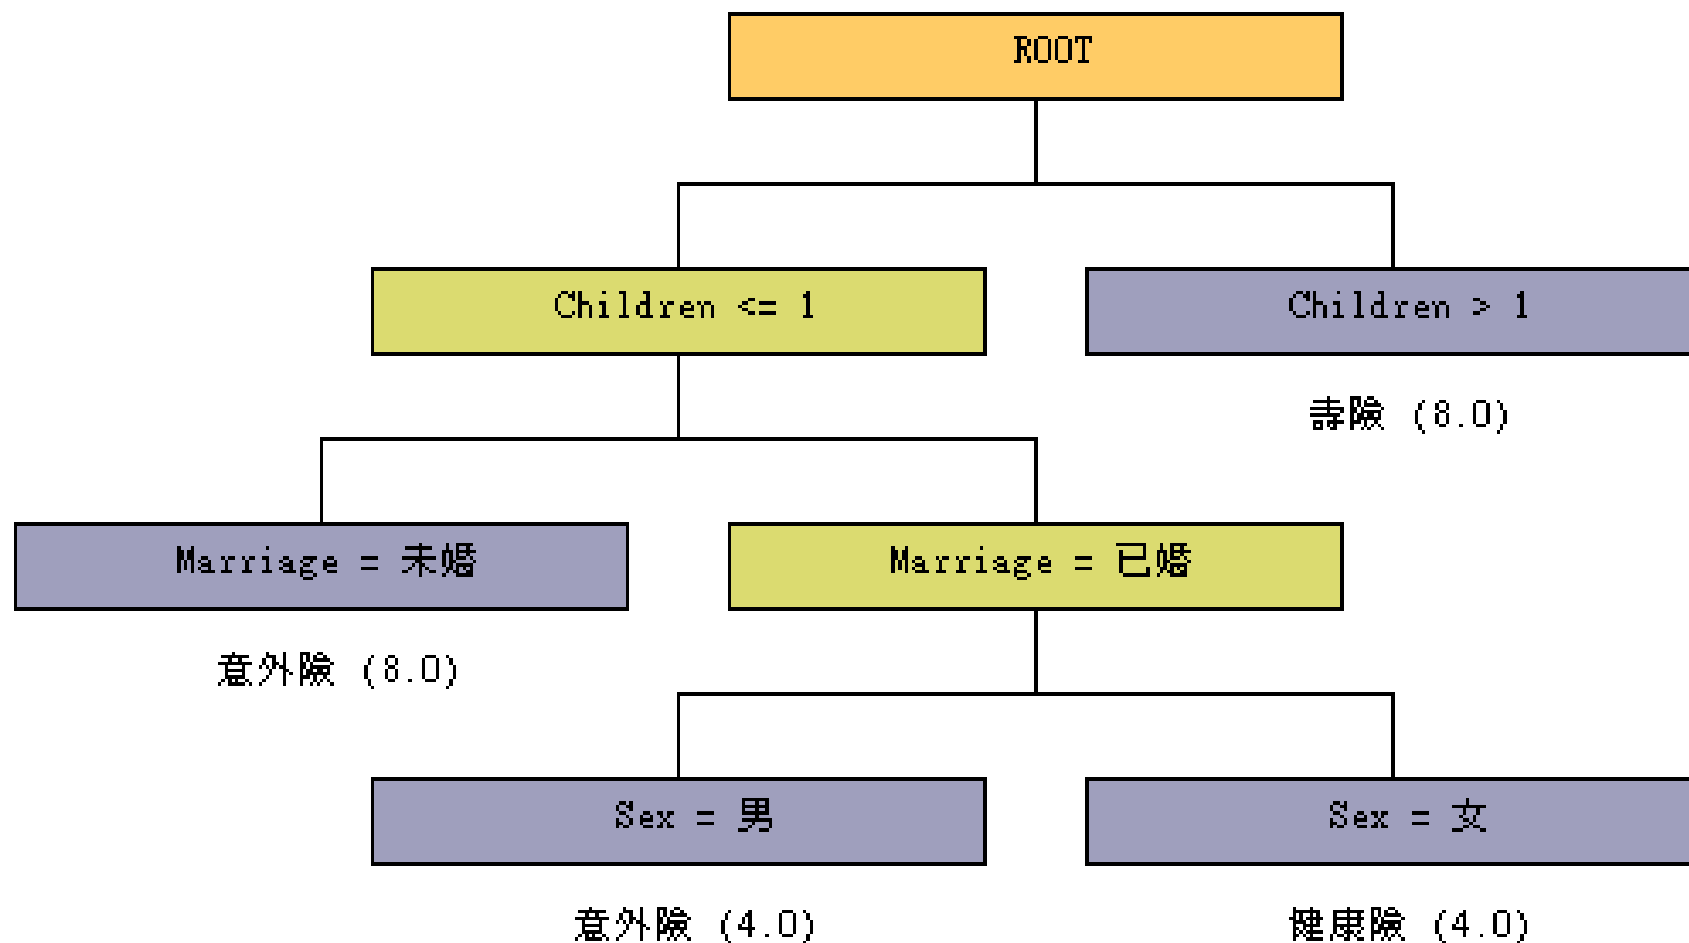 ROOT
Children <= 1
Children > 1
壽險 (8.0)
Marriage = 未婚
Marriage = 已婚
意外險 (8.0)
Sex = 男
Sex = 女
意外險 (4.0)
健康險 (4.0)